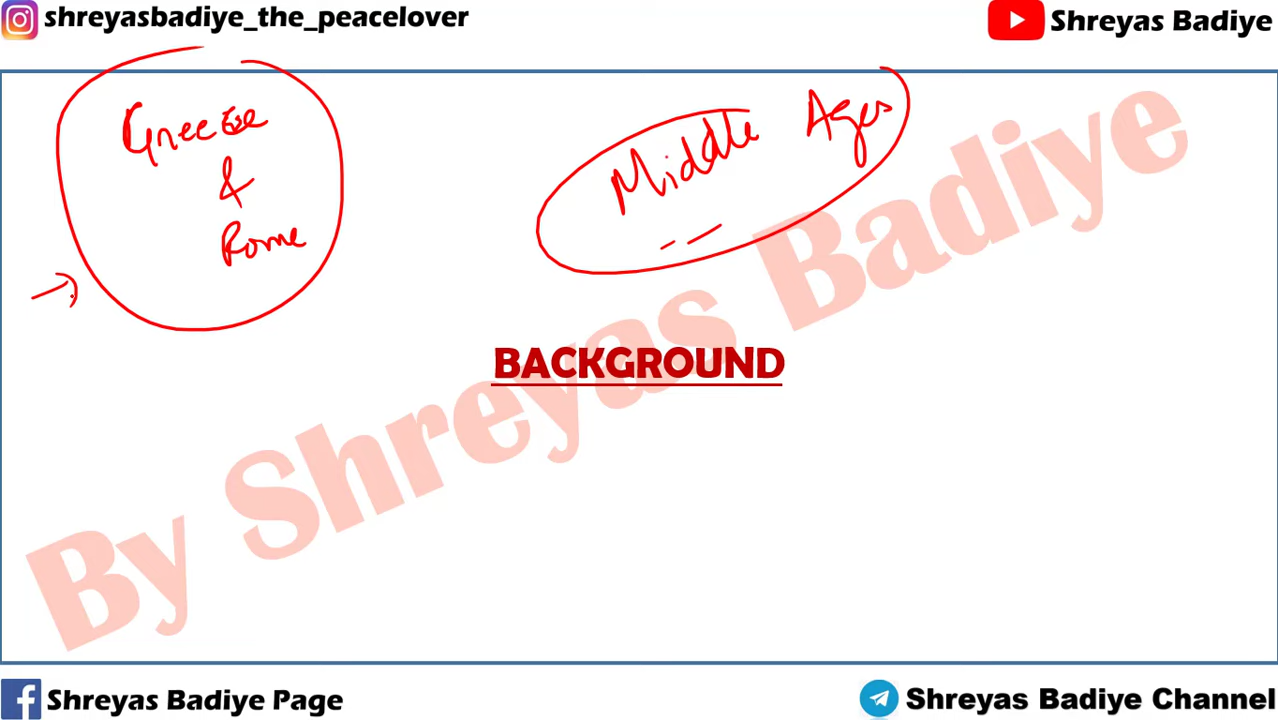 shreyasbadiye_the_peacelover
Shreyas Badiye
Greece
&
Rome
Middle Ages
BACKGROUND
By Shreyas Badiye
Shreyas Badiye Page
Shreyas Badiye Channel